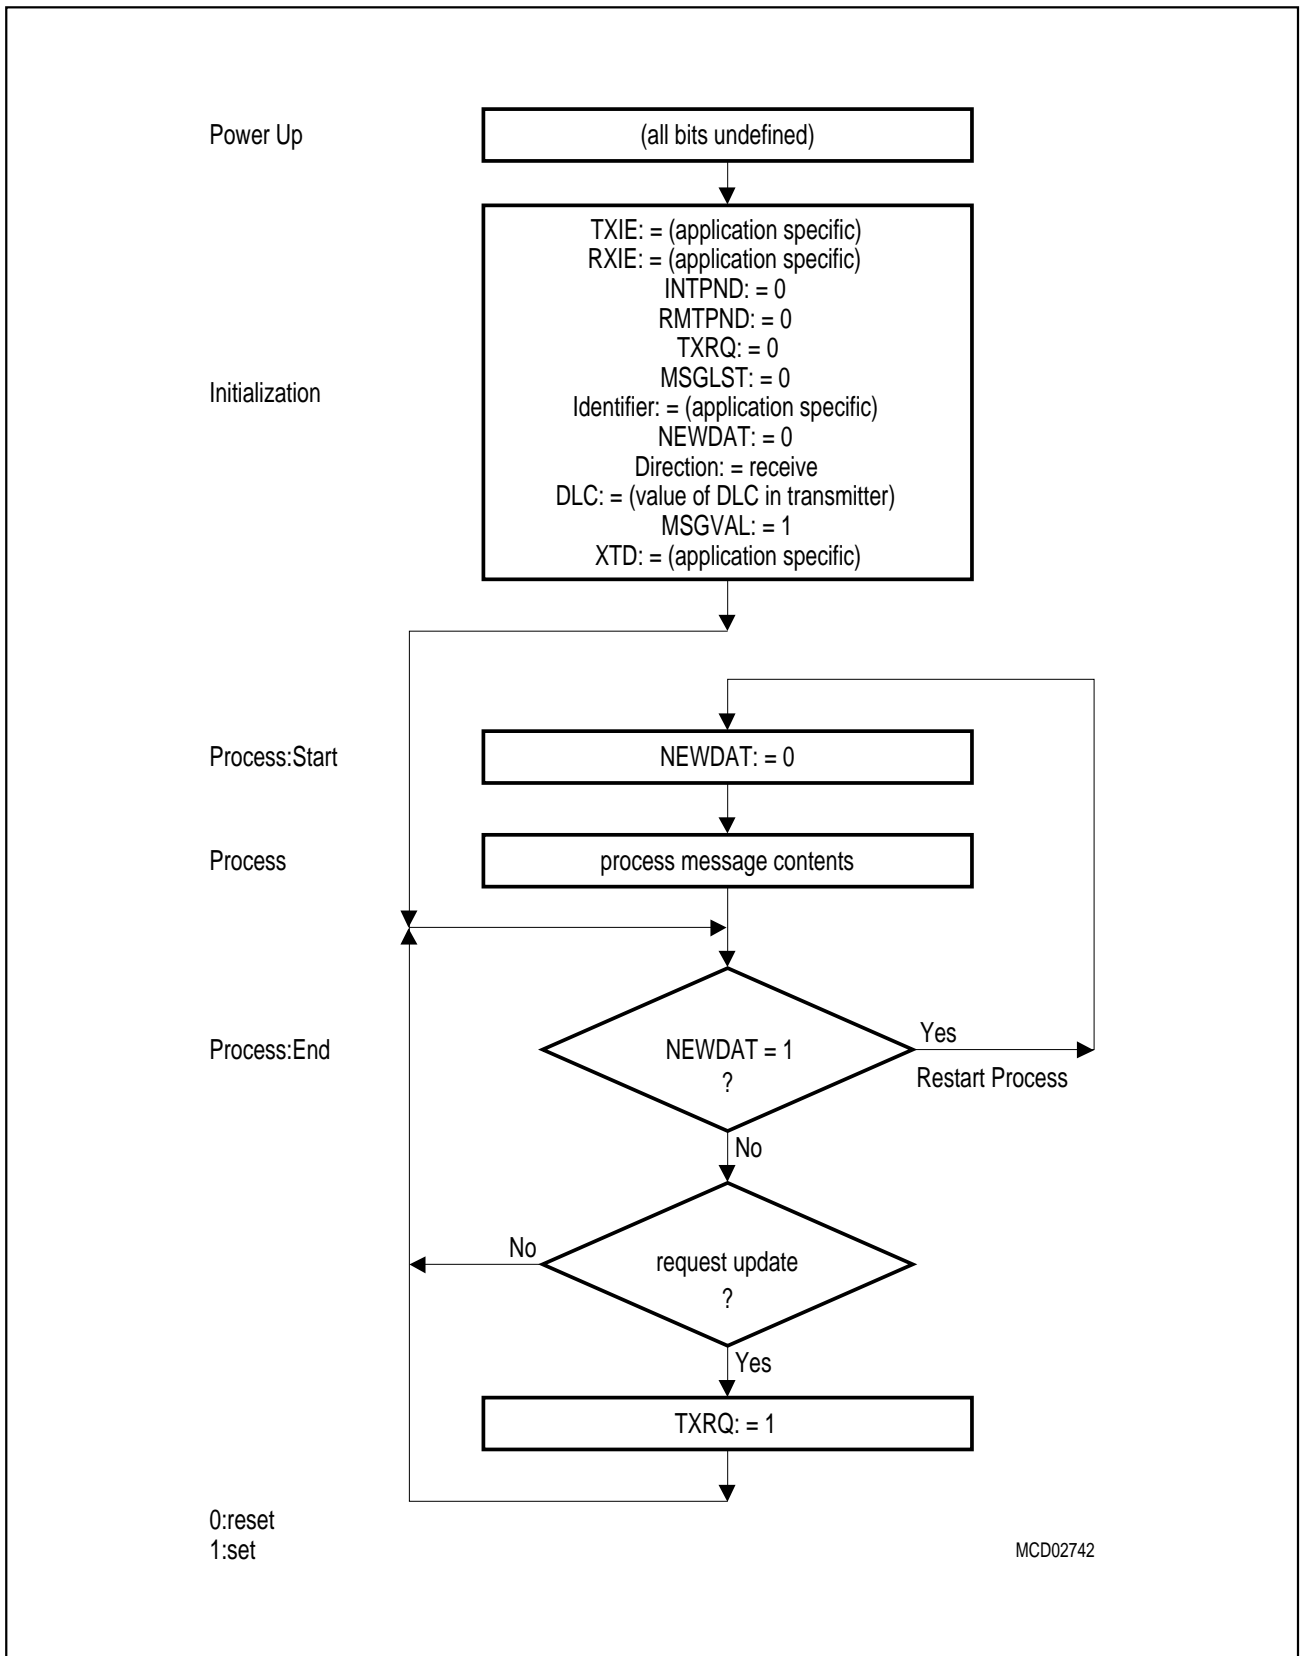 Power Up
(all bits undefined)
TXIE: = (application specific)
RXIE: = (application specific)
INTPND: = 0
RMTPND: = 0
TXRQ: = 0
MSGLST: = 0
Initialization
Identifier: = (application specific)
NEWDAT: = 0
Direction: = receive
DLC: = (value of DLC in transmitter)
MSGVAL: = 1
XTD: = (application specific)
Process:Start
NEWDAT: = 0
Process
process message contents
Process:End
NEWDAT = 1
?
Yes
Restart Process
No
request update
?
No
Yes
TXRQ: = 1
0:reset
1:set
MCD02742